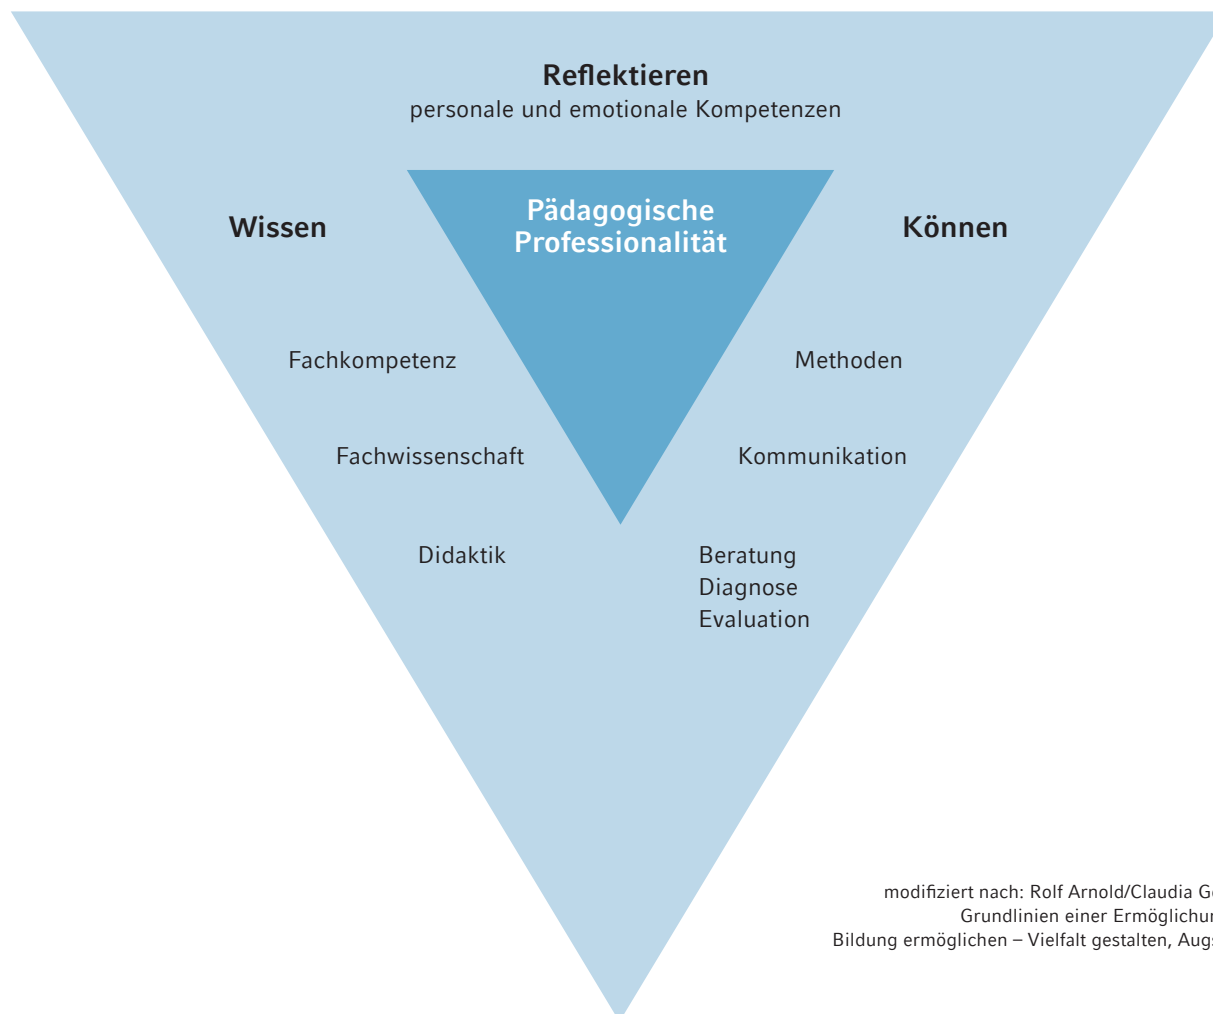 Reflektieren
personale und emotionale Kompetenzen
Pädagogische
Professionalität
Wissen
Können
Fachkompetenz
Methoden
Fachwissenschaft
Kommunikation
Didaktik
Beratung
Diagnose
Evaluation
modifiziert nach: Rolf Arnold/Claudia
Grundlinien einer
Bildung ermöglichen – Vielfalt gestalten,